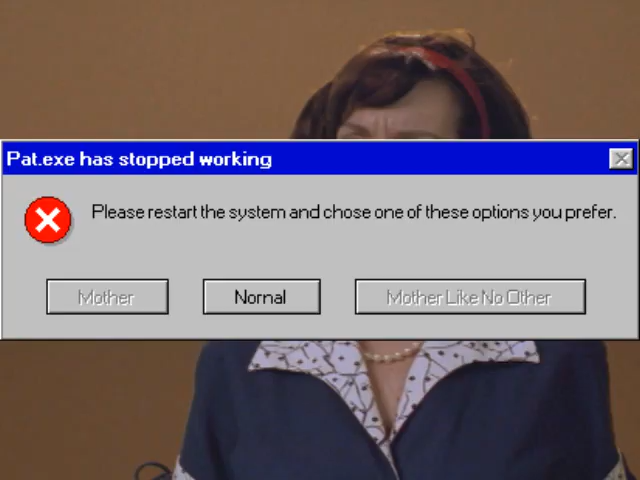 Pat.exe has stopped working
Please restart the system and chose one of these options you prefer.
Mother
Nornal
Mother Like No Other